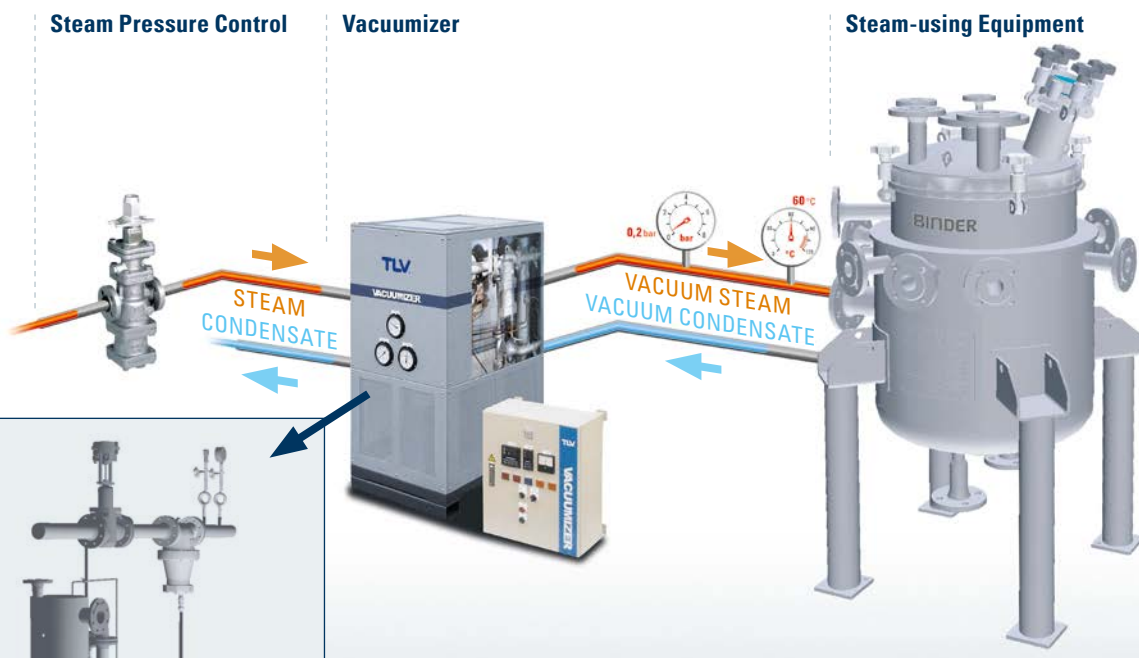 Steam Pressure Control
Vacuumizer
Steam-using Equipment
60°C
0,2 bar
bar
°C
BINDER
TLV
VACUUMIZER
STEAM
CONDENSATE
VACUUM STEAM
VACUUM CONDENSATE
TLV
VACUUMIZER